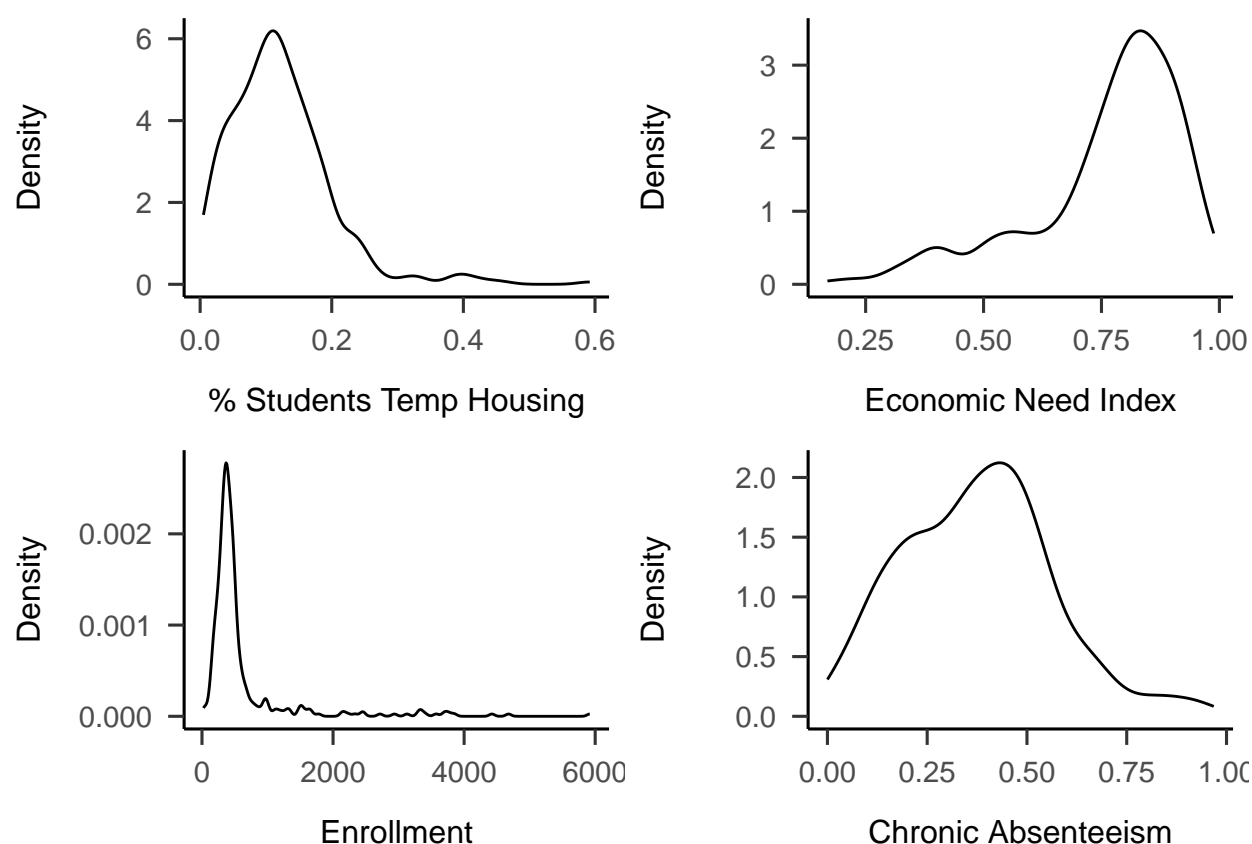 Density
6
4
2
0
0.0 0.2 0.4 0.6
% Students Temp Housing
Density
3
2
1
0
0.25 0.50 0.75 1.00
Economic Need Index
Density
0.002
0.001
0.000
0 2000 4000 6000
Enrollment
Density
2.0
1.5
1.0
0.5
0.0
0.00 0.25 0.50 0.75 1.00
Chronic Absenteeism